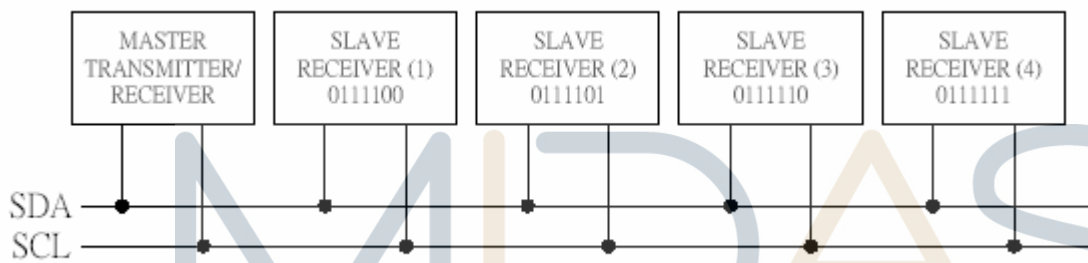 MASTER
TRANSMITTER/
RECEIVER
SLAVE
RECEIVER (1)
0111100
SLAVE
RECEIVER (2)
0111101
SLAVE
RECEIVER (3)
0111110
SLAVE
RECEIVER (4)
0111111
SDA
SCL
MIDAS